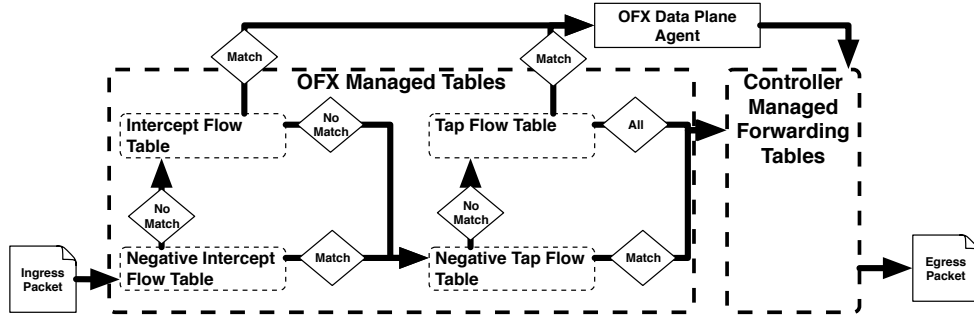 OFX Data Plane
Agent
Match
Match
OFX Managed Tables
Controller
Managed
Forwarding
Tables
Intercept Flow
Table
No
Match
Tap Flow Table
All
No
Match
No
Match
Ingress
Packet
Negative Intercept
Flow Table
Match
Negative Tap Flow
Table
Match
Egress
Packet